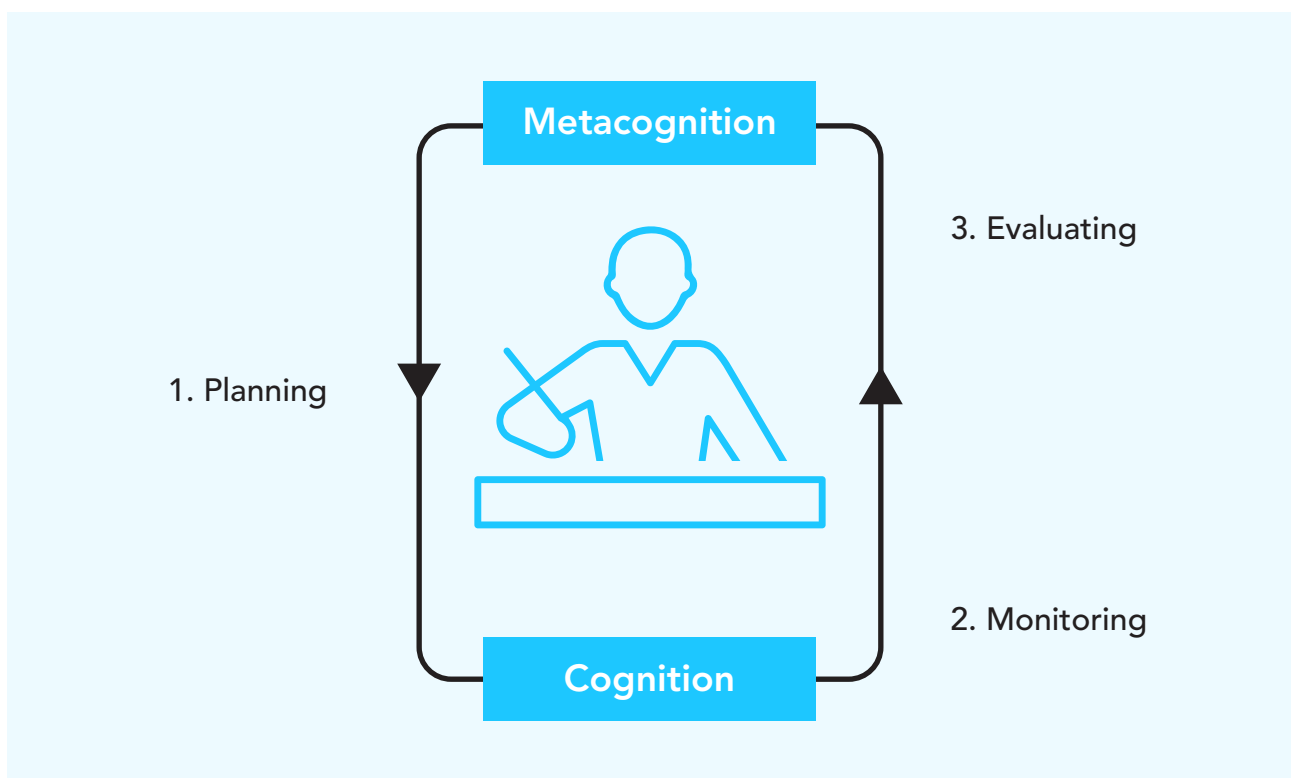 Metacognition
3. Evaluating
1. Planning
2. Monitoring
Cognition